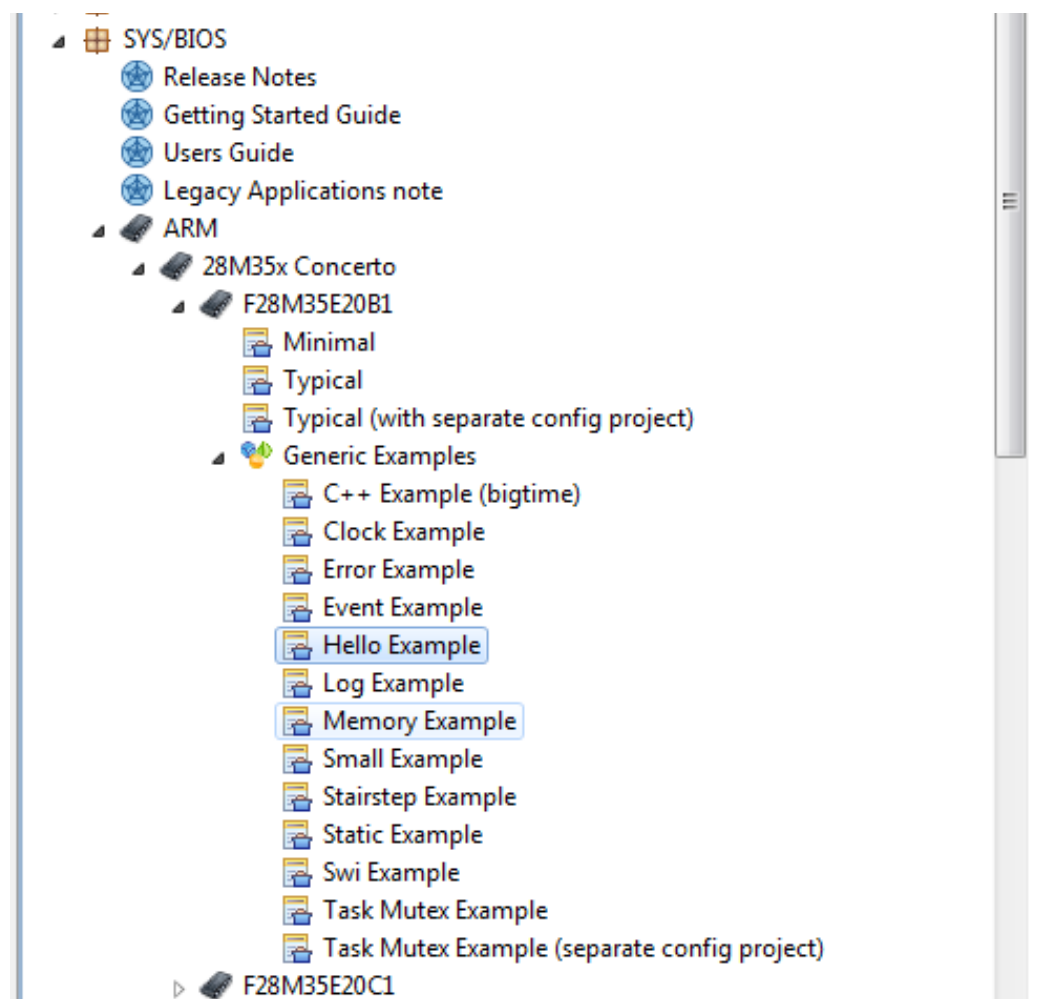 SYS/BIOS
Release Notes
Getting Started Guide
Users Guide
Legacy Applications note
ARM
28M35x Concerto
F28M35E20B1
Minimal
Typical
Typical (with separate config project)
Generic Examples
C++ Example (bigtime)
Clock Example
Error Example
Event Example
Hello Example
Log Example
Memory Example
Small Example
Stairstep Example
Static Example
Swi Example
Task Mutex Example
Task Mutex Example (separate config project)
F28M35E20C1